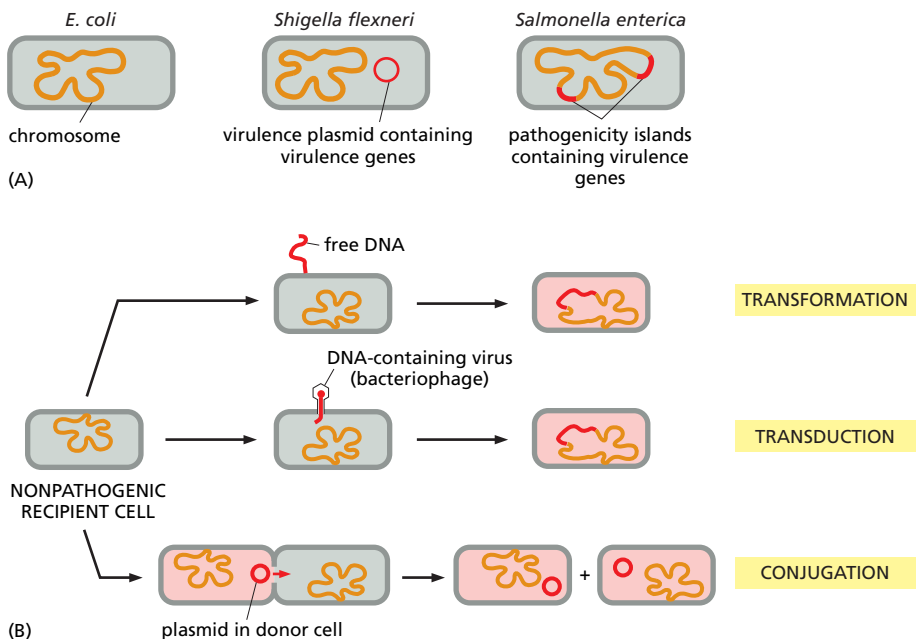 E. coli
Shigella flexneri
Salmonella enterica
chromosome
virulence plasmid containing
virulence genes
pathogenicity islands
containing virulence
genes
(A)
free DNA
TRANSFORMATION
DNA-containing virus
(bacteriophage)
TRANSDUCTION
NONPATHOGENIC
RECIPIENT CELL
+
CONJUGATION
plasmid in donor cell
(B)